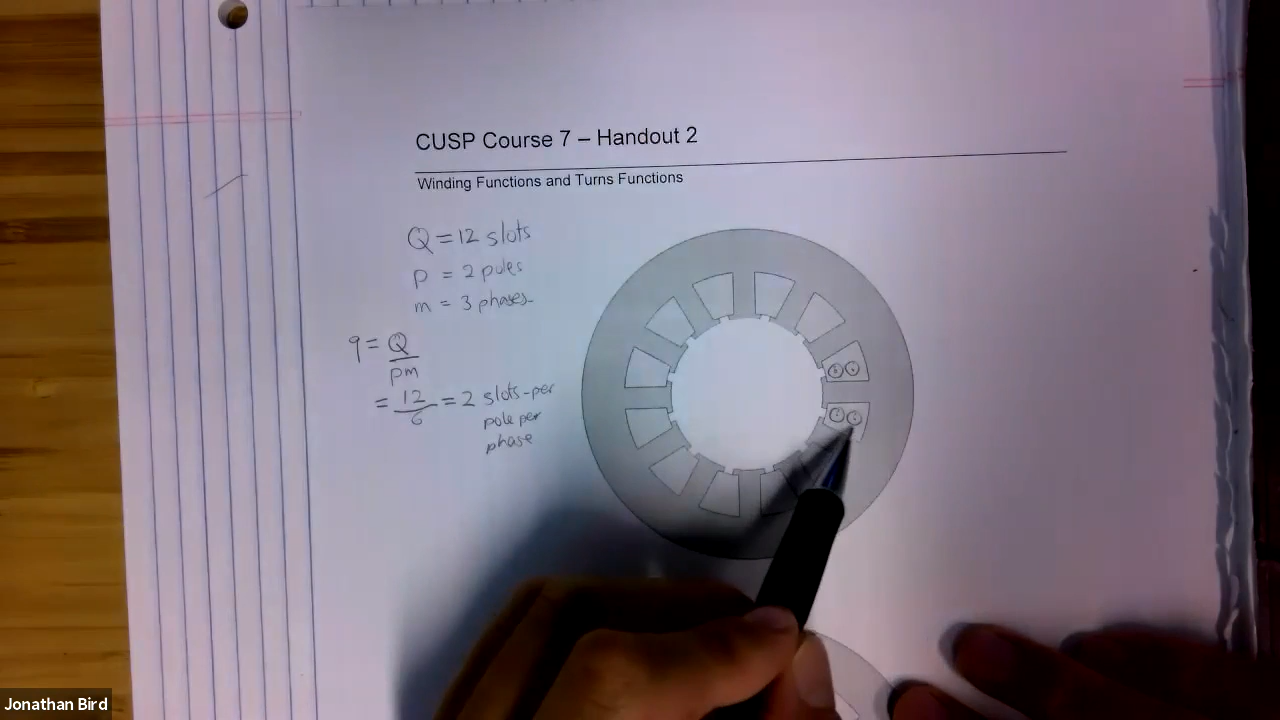 CUSP Course 7 – Handout 2
Winding Functions and Turns Functions
Q = 12 slots
p = 2 poles
m = 3 phases
q = Q
pm
= 12 = 2 slots-per
6 pole per
phase
Jonathan Bird